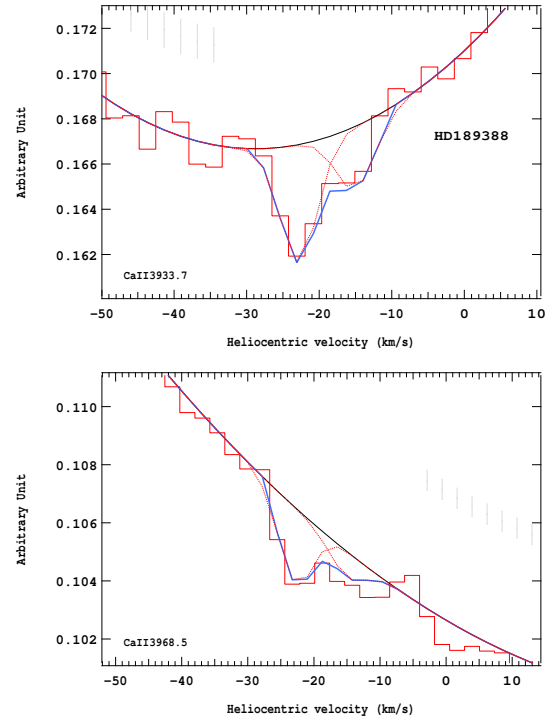 0.172
0.170
0.168
0.166
0.164
0.162
Arbitrary Unit
HD189388
CaII3933.7
-50 -40 -30 -20 -10 0 10
Heliocentric velocity (km/s)
0.110
0.108
0.106
0.104
0.102
Arbitrary Unit
CaII3968.5
-50 -40 -30 -20 -10 0 10
Heliocentric velocity (km/s)